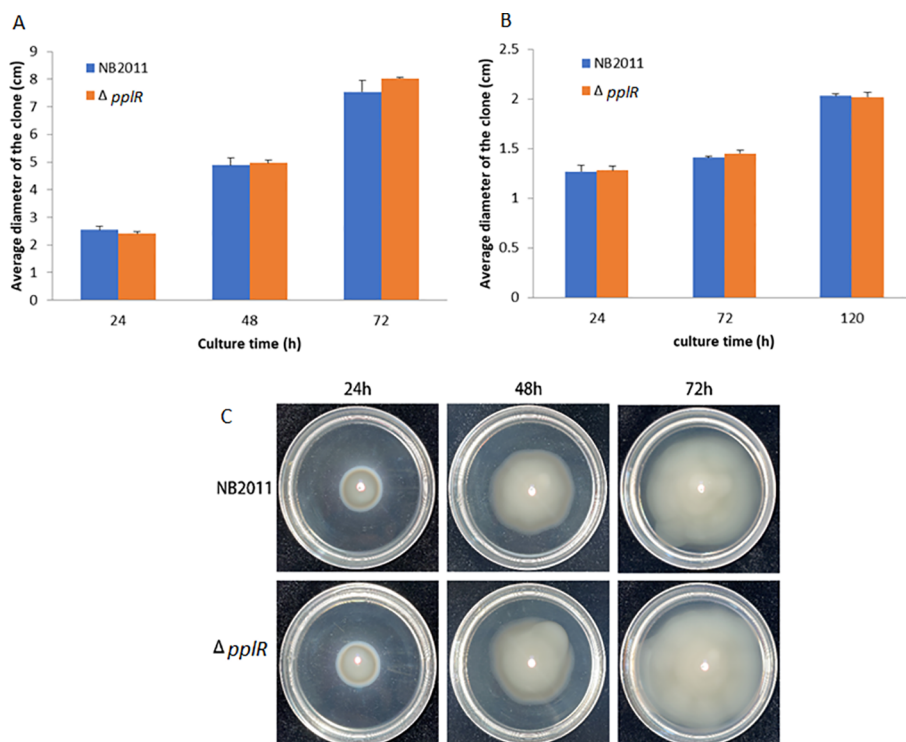 A
Average diameter of the clone (cm)
9
8
7
6
5
4
3
2
1
0
NB2011
Δ pplR
24 48 72
Culture time (h)
B
Average diameter of the clone (cm)
2.5
2
1.5
1
0.5
0
NB2011
Δ pplR
24 72 120
culture time (h)
C
24h 48h 72h
NB2011
Δ pplR